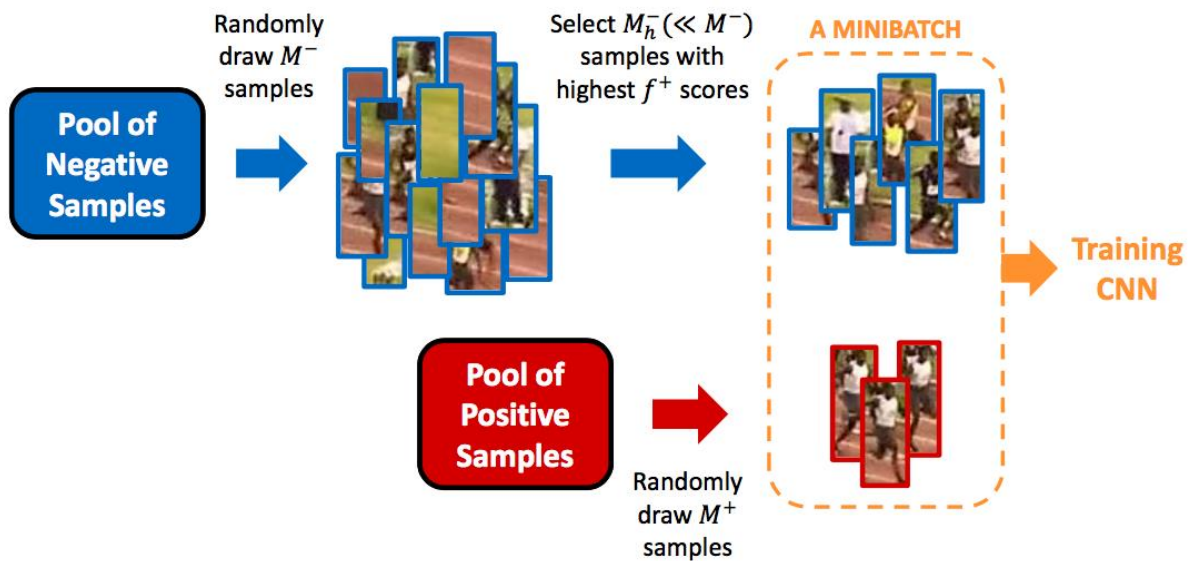 Randomly
draw M⁻
samples
Select M_h⁻(≪ M⁻)
samples with
highest f⁺ scores
A MINIBATCH
Pool of
Negative
Samples
Training
CNN
Pool of
Positive
Samples
Randomly
draw M⁺
samples